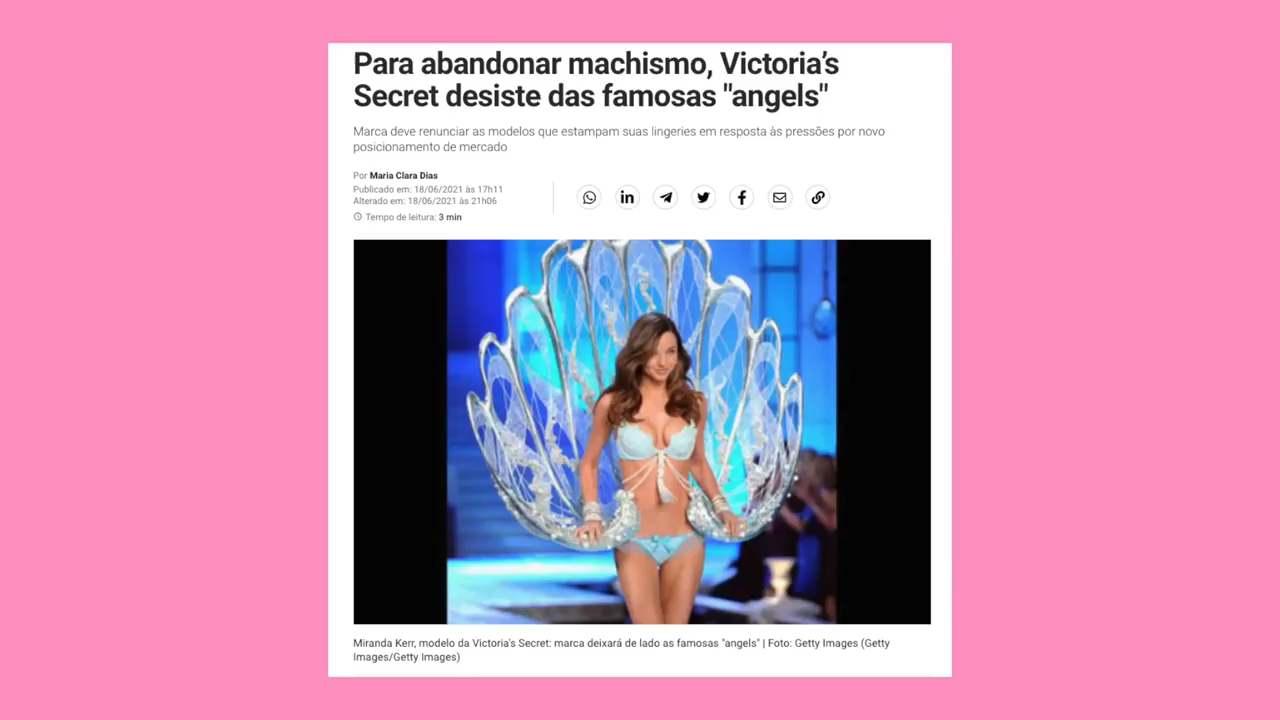 Para abandonar machismo, Victoria’s
Secret desiste das famosas "angels"
Marca deve renunciar as modelos que estampam suas lingeries em resposta às pressões por novo
posicionamento de mercado
Por Maria Clara Dias
Publicado em: 18/06/2021 às 17h11
Alterado em: 18/06/2021 às 21h06
Tempo de leitura: 3 min
Miranda Kerr, modelo da Victoria's Secret: marca deixará de lado as famosas "angels" | Foto: Getty Images (Getty
Images/Getty Images)